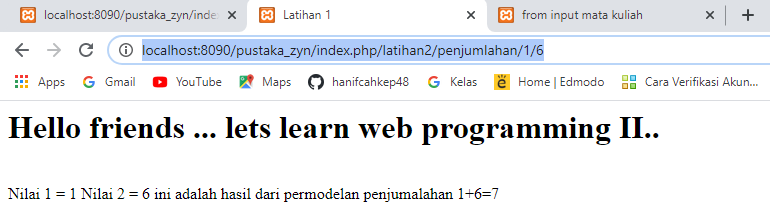 localhost:8090/pustaka_zyn/inde
Latihan 1
from input mata kuliah
localhost:8090/pustaka_zyn/index.php/latihan2/penjumlahan/1/6
Apps Gmail YouTube Maps hanifcahkep48 Kelas Home | Edmodo Cara Verifikasi Akun...
Hello friends ... lets learn web programming II..
Nilai 1 = 1 Nilai 2 = 6 ini adalah hasil dari permodelan penjumalahan 1+6=7